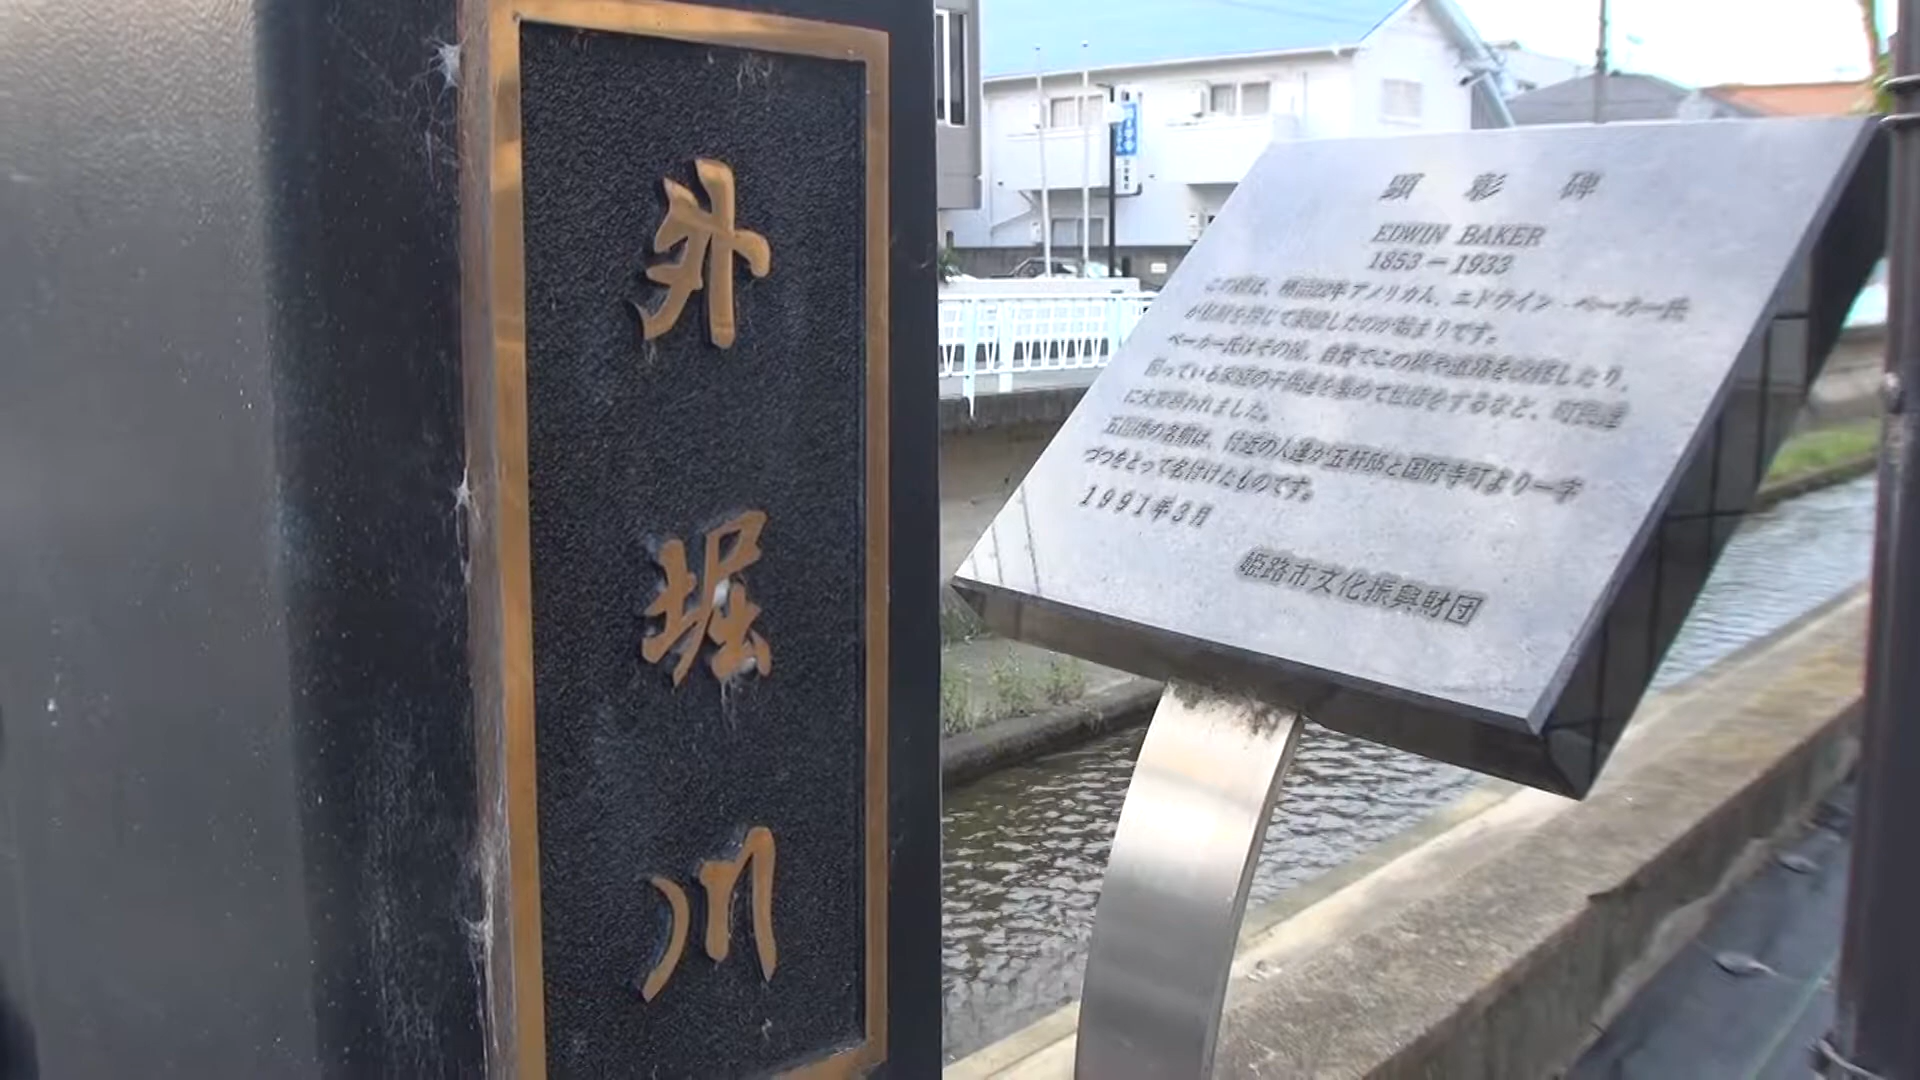 外堀川
顕彰碑
EDWIN BAKER
1853－1933
この橋は、明治22年アメリカ人、エドウイン・ベーカー氏
が私財を投じて架設したのが始まりです。
ベーカー氏はその後、自費でこの橋や道路を改修したり、
困っている家庭の子供達を集めて世話をするなど、町民達
に大変慕われました。
五国橋の名前は、付近の人達が五軒邸と国府寺町より一字
づつをとって名付けたものです。
1991年3月
姫路市文化振興財団